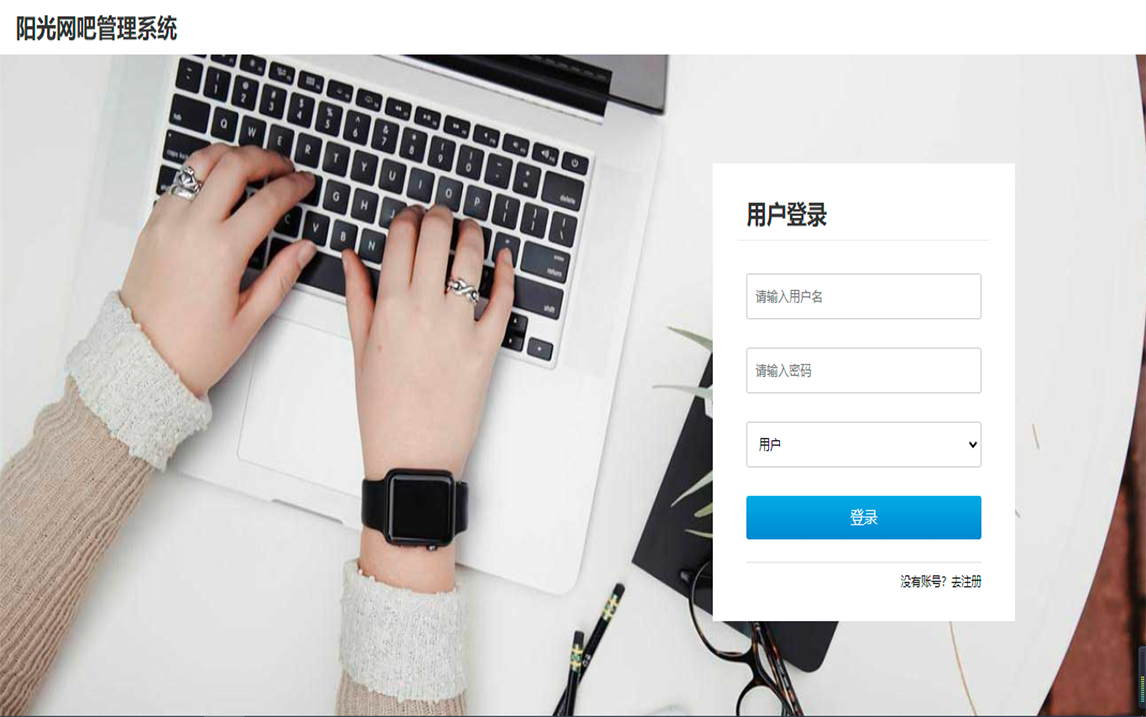 阳光网吧管理系统
用户登录
请输入用户名
请输入密码
用户
登录
没有账号？去注册